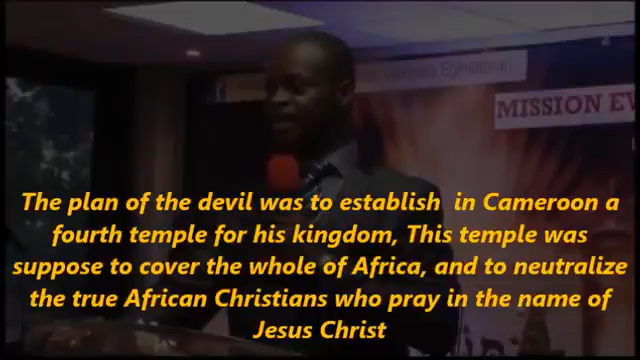 MISSION EV
The plan of the devil was to establish in Cameroon a
fourth temple for his kingdom, This temple was
suppose to cover the whole of Africa, and to neutralize
the true African Christians who pray in the name of
Jesus Christ